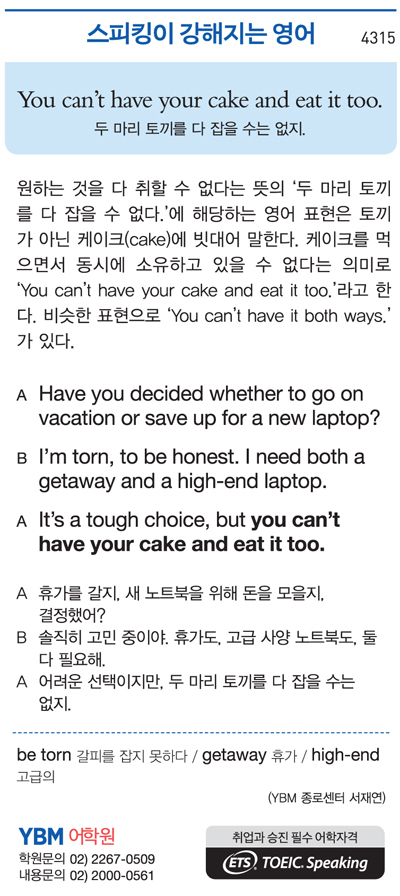 스피킹이 강해지는 영어
4315
You can't have your cake and eat it too.
두 마리 토끼를 다 잡을 수는 없지.
원하는 것을 다 취할 수 없다는 뜻의 '두 마리 토끼
를 다 잡을 수 없다.'에 해당하는 영어 표현은 토끼
가 아닌 케이크(cake)에 빗대어 말한다. 케이크를 먹
으면서 동시에 소유하고 있을 수 없다는 의미로
'You can't have your cake and eat it too.'라고 한
다. 비슷한 표현으로 'You can't have it both ways.'
가 있다.
A Have you decided whether to go on
vacation or save up for a new laptop?
B I'm torn, to be honest. I need both a
getaway and a high-end laptop.
A It's a tough choice, but you can't
have your cake and eat it too.
A 휴가를 갈지, 새 노트북을 위해 돈을 모을지,
결정했어?
B 솔직히 고민 중이야. 휴가도, 고급 사양 노트북도, 둘
다 필요해.
A 어려운 선택이지만, 두 마리 토끼를 다 잡을 수는
없지.
be torn 갈피를 잡지 못하다 / getaway 휴가 / high-end
고급의
(YBM 종로센터 서재연)
YBM 어학원
학원문의 02) 2267-0509
내용문의 02) 2000-0561
취업과 승진 필수 어학자격
ETS TOEIC Speaking